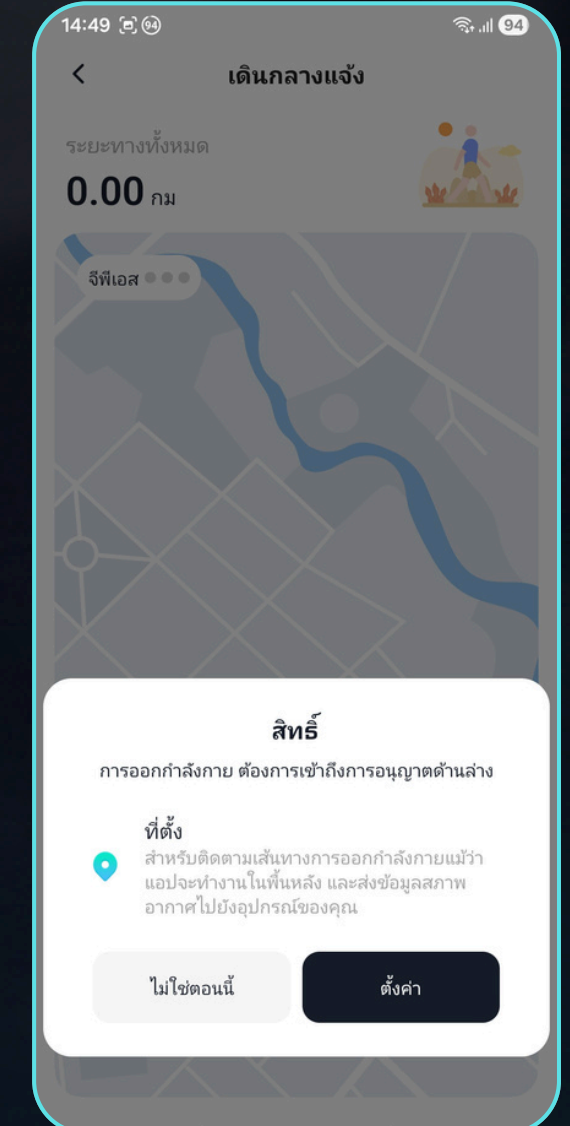 14:49 94 94
เดินกลางแจ้ง
ระยะทางทั้งหมด
0.00 กม
จีพีเอส
สิทธิ์
การออกกำลังกาย ต้องการเข้าถึงการอนุญาตด้านล่าง
ที่ตั้ง
สำหรับติดตามเส้นทางการออกกำลังกายแม้ว่า
แอปจะทำงานในพื้นหลัง และส่งข้อมูลสภาพ
อากาศไปยังอุปกรณ์ของคุณ
ไม่ใช่ตอนนี้ ตั้งค่า